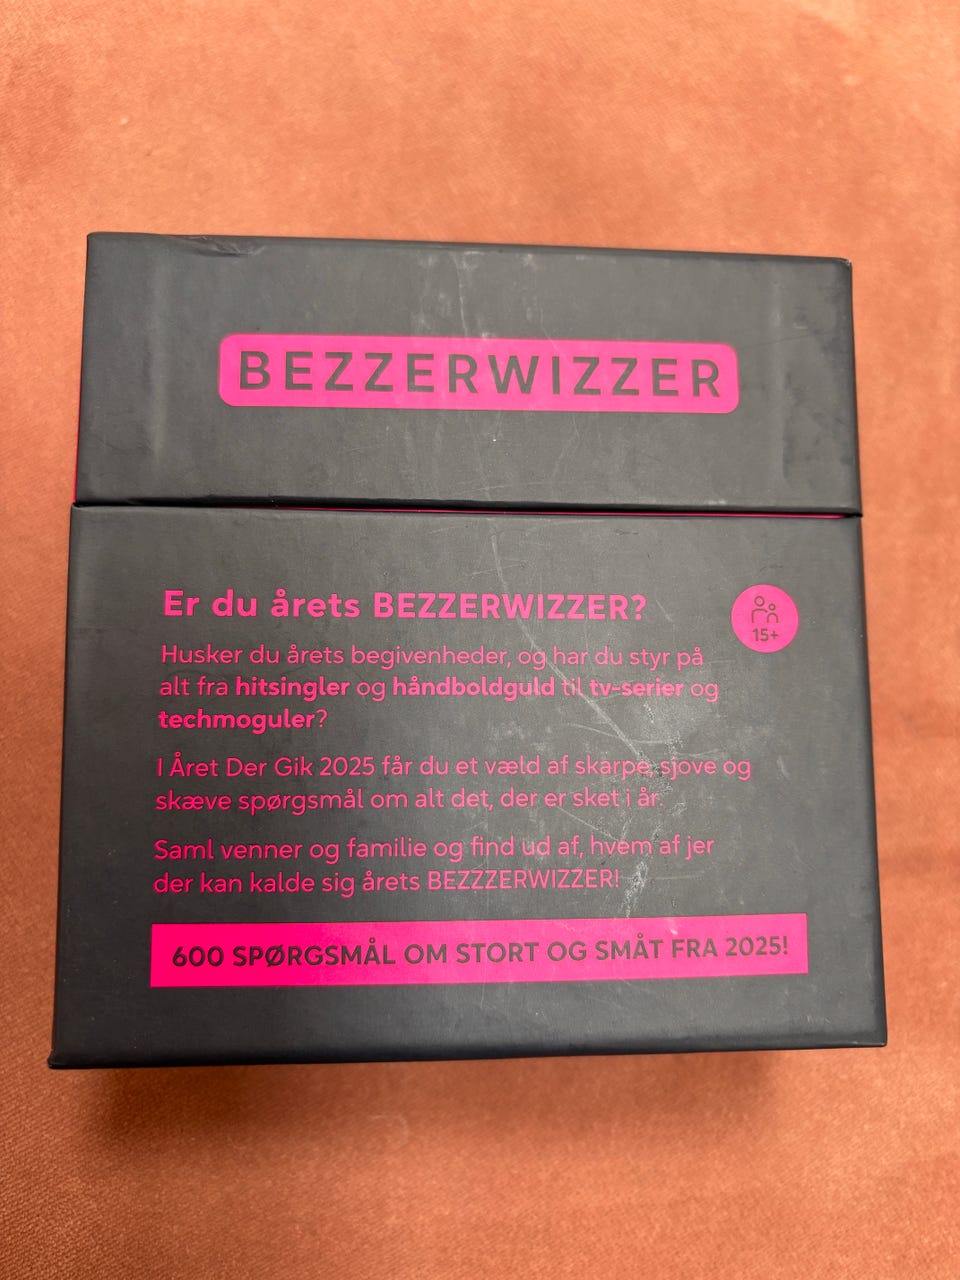 BEZZERWIZZER
Er du årets BEZZERWIZZER?
15+
Husker du årets begivenheder, og har du styr på
alt fra hitsingler og håndboldguld til tv-serier og
techmoguler?
I Året Der Gik 2025 får du et væld af skarpe, sjove og
skæve spørgsmål om alt det, der er sket i år.
Saml venner og familie og find ud af, hvem af jer
der kan kalde sig årets BEZZZERWIZZER!
600 SPØRGSMÅL OM STORT OG SMÅT FRA 2025!